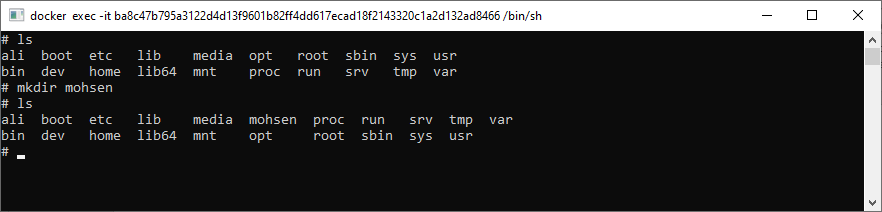 docker exec -it ba8c47b795a3122d4d13f9601b82ff4dd617ecad18f2143320c1a2d132ad8466 /bin/sh
# ls
ali  boot  etc   lib    media  opt   root  sbin  sys  usr
bin  dev   home  lib64  mnt    proc  run   srv   tmp  var
# mkdir mohsen
# ls
ali  boot  etc   lib    media  mohsen  proc  run   srv  tmp  var
bin  dev   home  lib64  mnt    opt     root  sbin  sys  usr
#